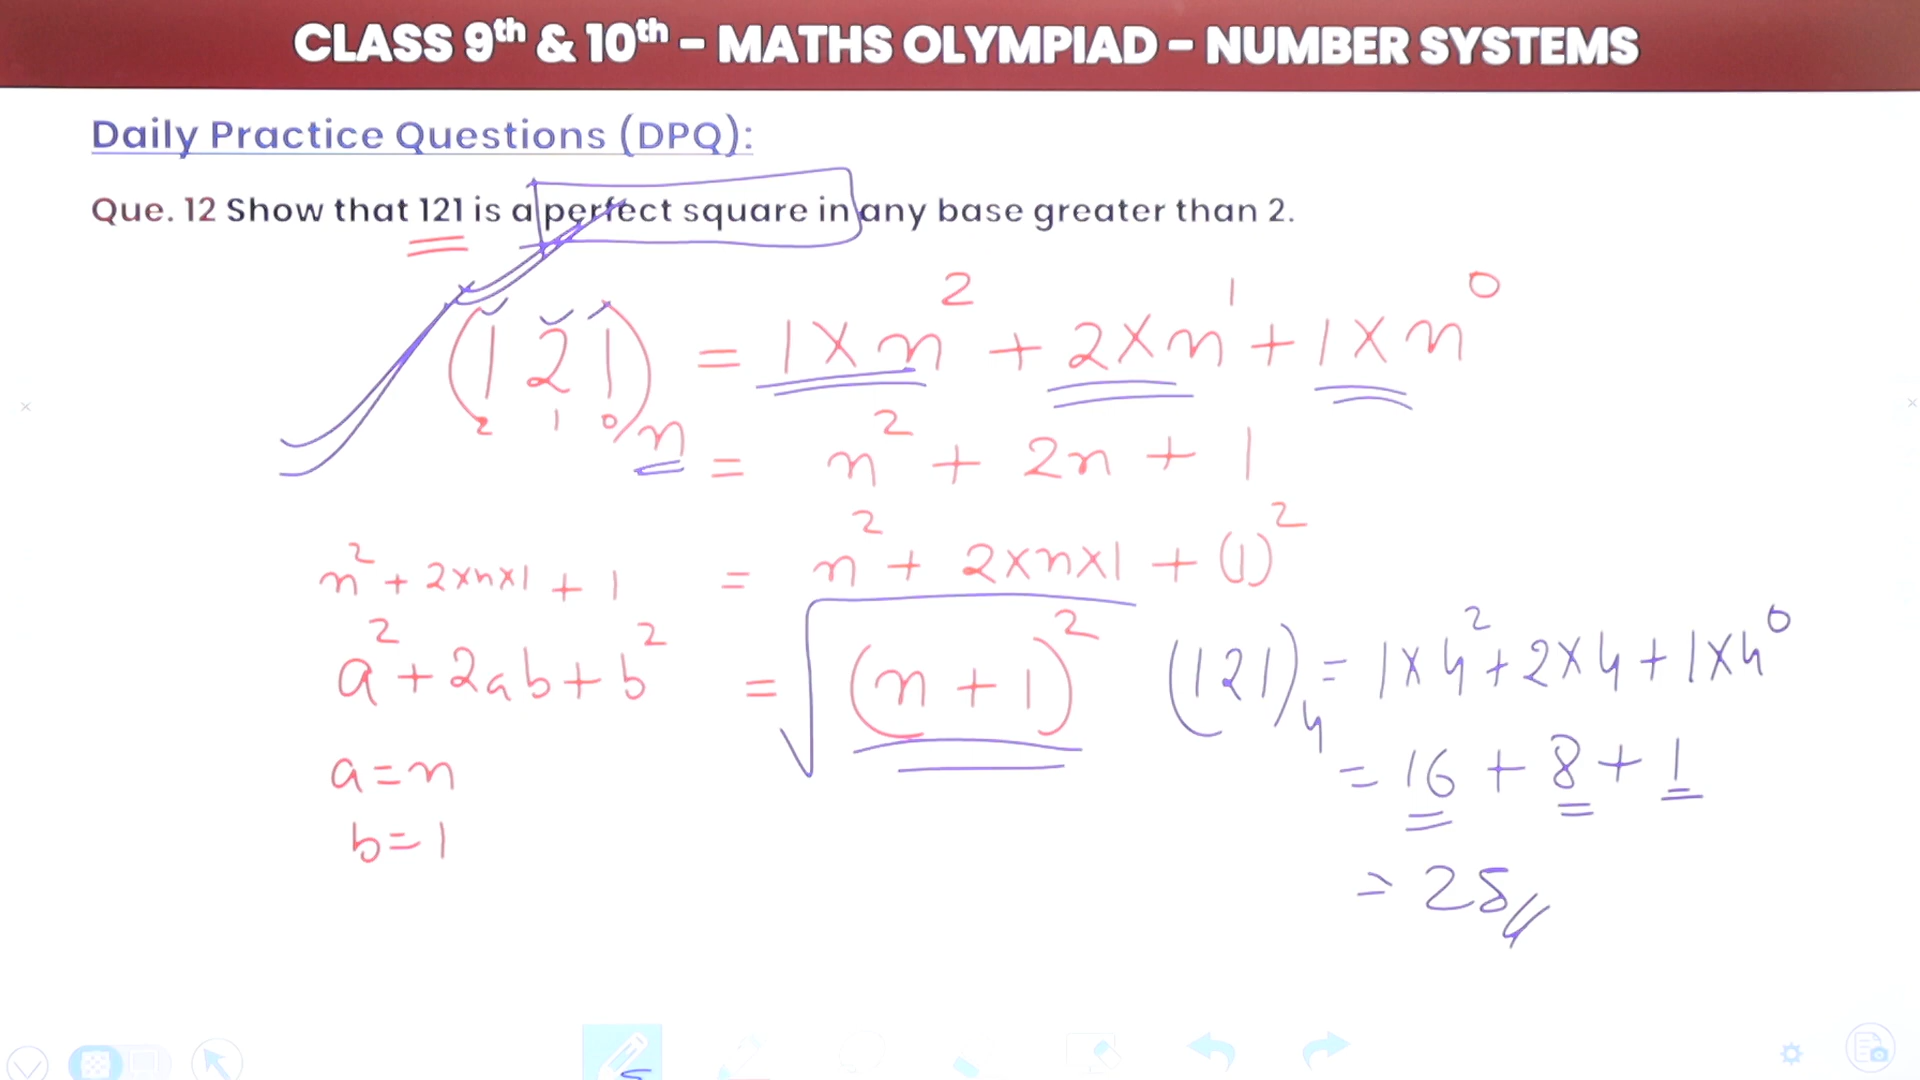 CLASS 9th & 10th – MATHS OLYMPIAD – NUMBER SYSTEMS
Daily Practice Questions (DPQ):
Que. 12 Show that 121 is a perfect square in any base greater than 2.
(121)ₙ = 1×n² + 2×n¹ + 1×n⁰
2 1 0
= n² + 2n + 1
n² + 2×n×1 + 1 = n² + 2×n×1 + (1)²
a² + 2ab + b² = √(n+1)²
a = n
b = 1
(121)₄ = 1×4² + 2×4 + 1×4⁰
= 16 + 8 + 1
= 25